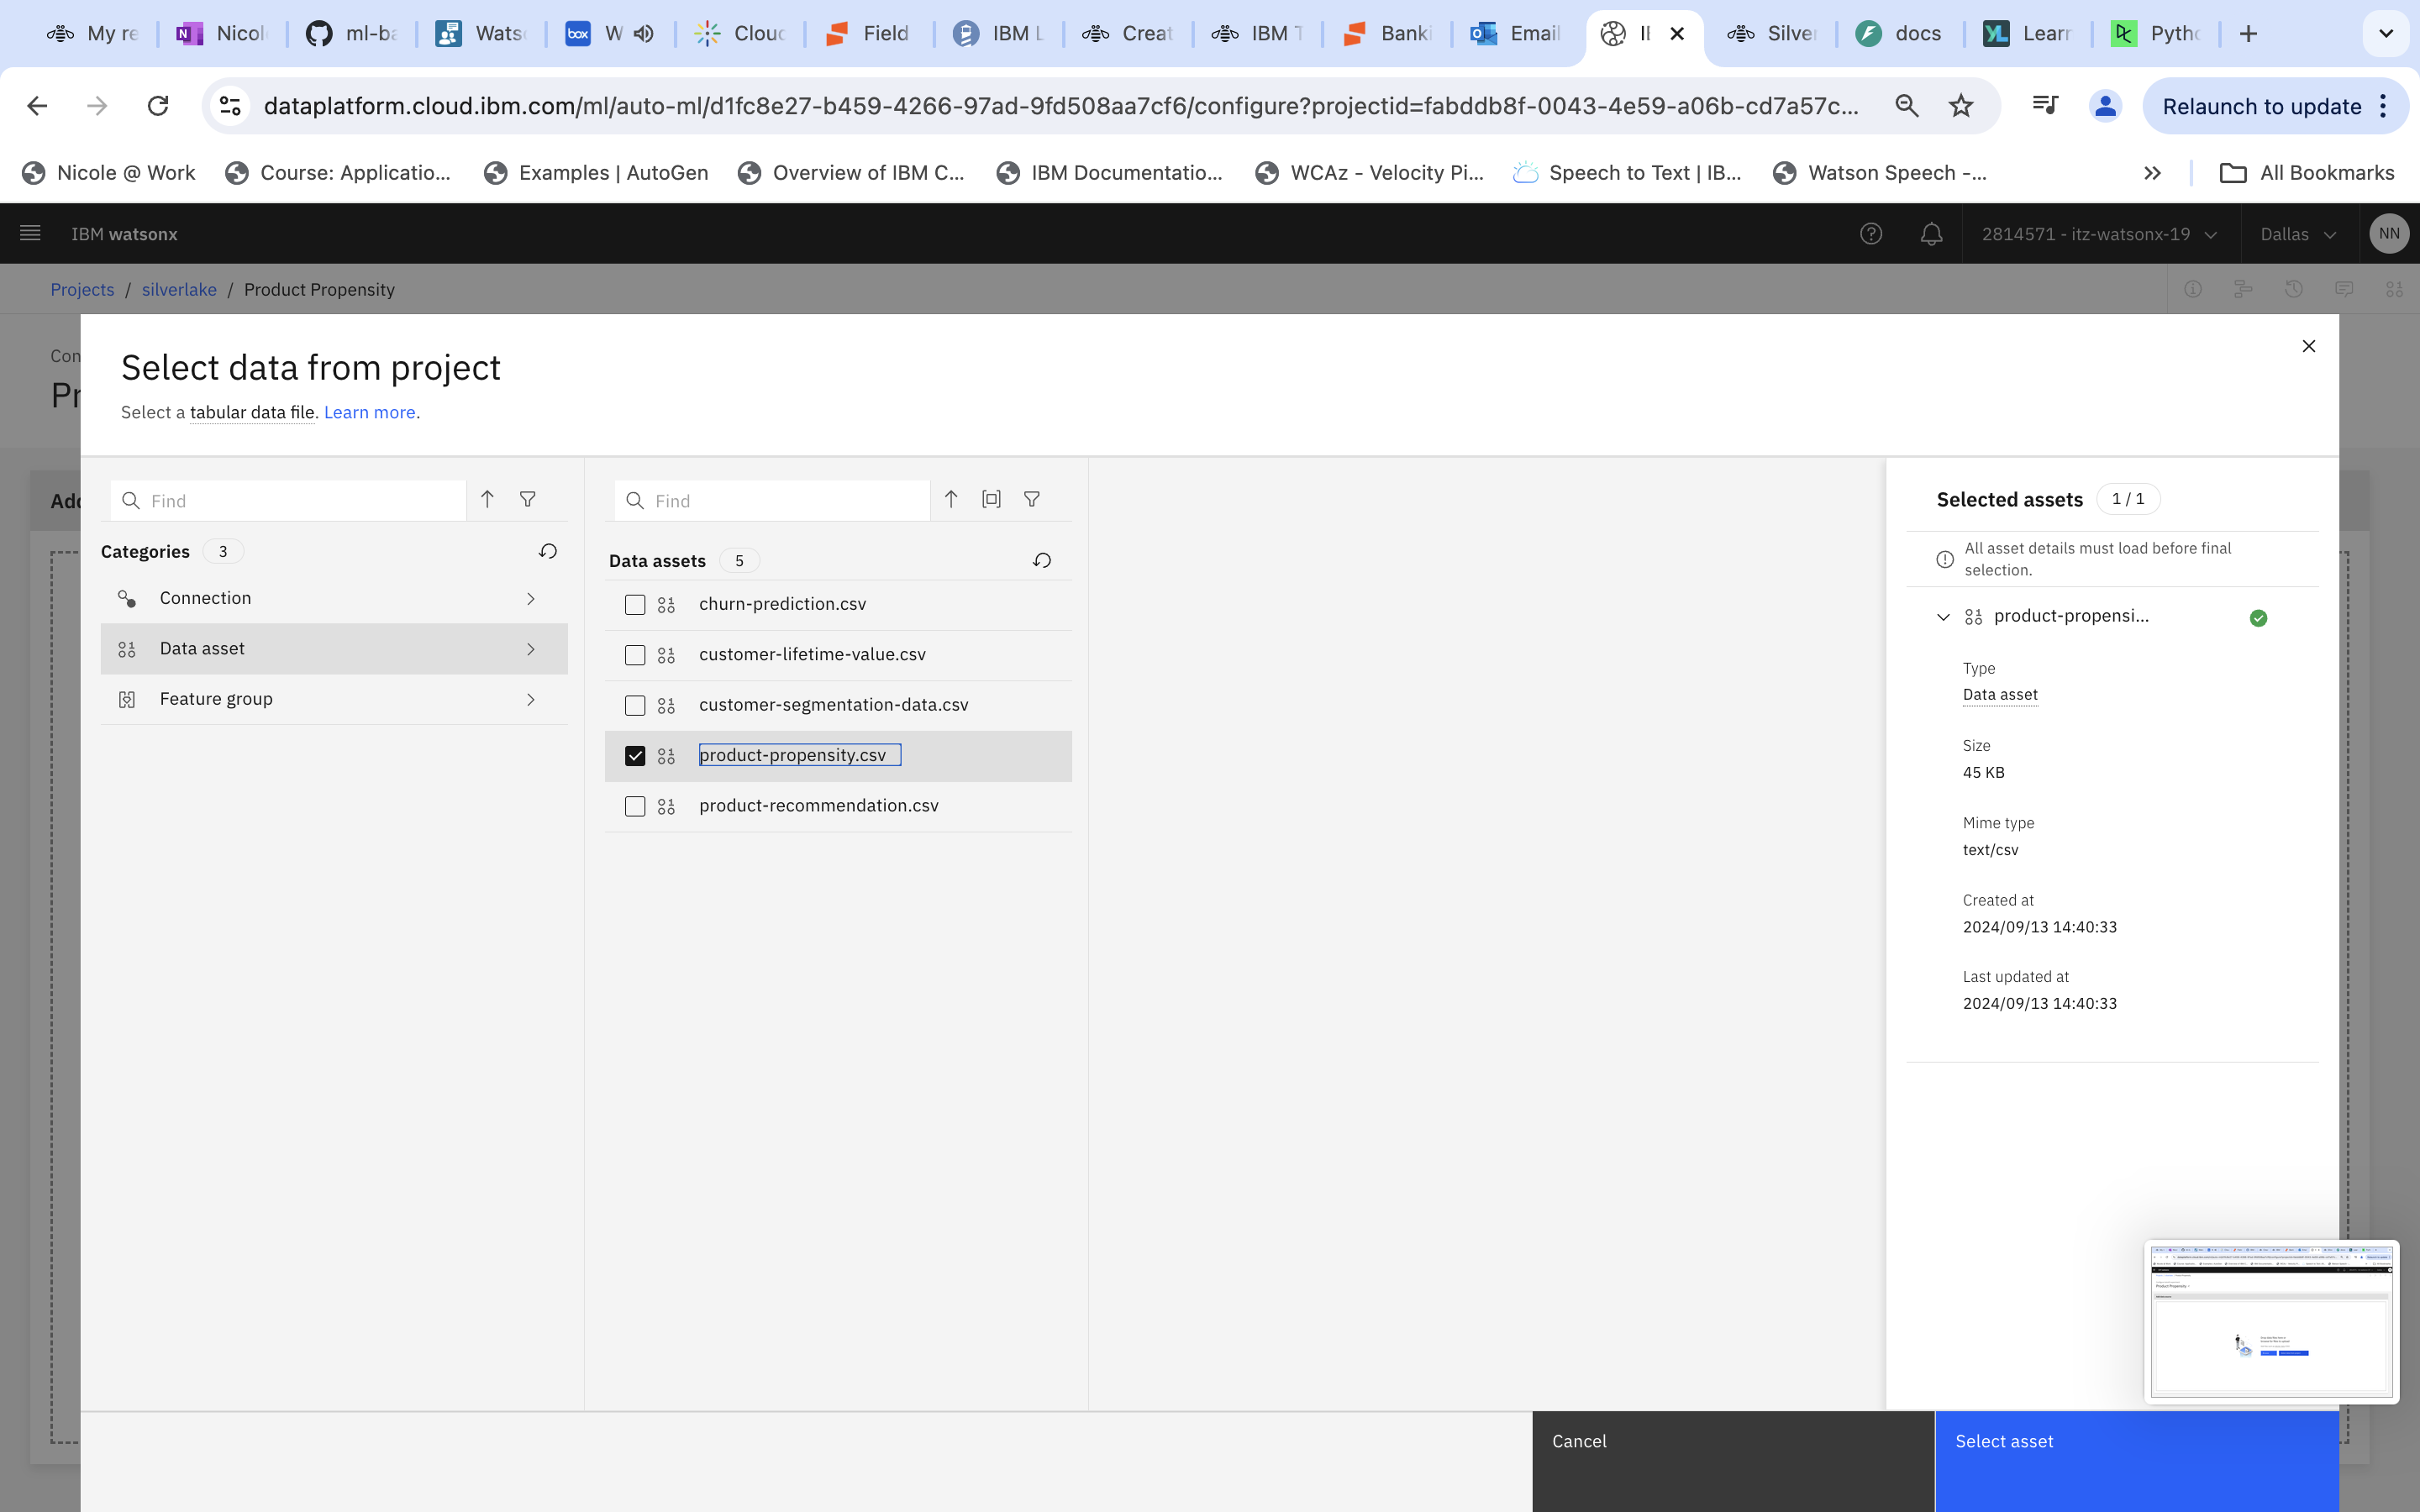 My re
Nicol
ml-ba
Wats
box
W
Cloud
Field
IBM L
Creat
IBM T
Banki
Email
Silver
docs
YL
Learn
Pytho
dataplatform.cloud.ibm.com/ml/auto-ml/d1fc8e27-b459-4266-97ad-9fd508aa7cf6/configure?projectid=fabddb8f-0043-4e59-a06b-cd7a57c...
Relaunch to update
Nicole @ Work
Course: Applicatio...
Examples | AutoGen
Overview of IBM C...
IBM Documentatio...
WCAz - Velocity Pi...
Speech to Text | IB...
Watson Speech -...
All Bookmarks
IBM watsonx
2814571 - itz-watsonx-19
Dallas
NN
Projects / silverlake / Product Propensity
Con
Pr
Select data from project
Select a tabular data file. Learn more.
Add
Find
Find
Selected assets 1 / 1
Categories 3
Data assets 5
All asset details must load before final
selection.
Connection
Data asset
Feature group
churn-prediction.csv
customer-lifetime-value.csv
customer-segmentation-data.csv
product-propensity.csv
product-recommendation.csv
product-propensi...
Type
Data asset
Size
45 KB
Mime type
text/csv
Created at
2024/09/13 14:40:33
Last updated at
2024/09/13 14:40:33
Cancel
Select asset